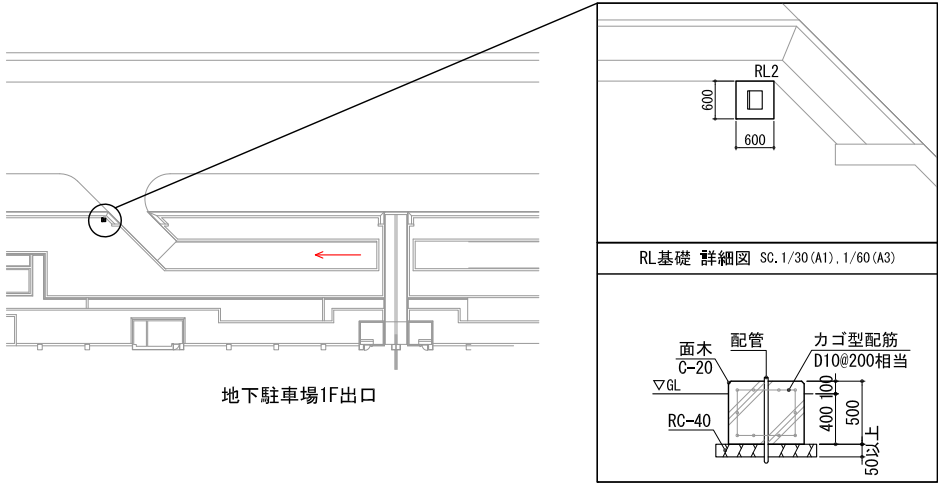 RL2
600
600
RL基礎 詳細図 SC.1/30(A1), 1/60(A3)
地下駐車場1F出口
面木
C-20
配管
カゴ型配筋
D10@200相当
▽GL
RC-40
100
400
500
50以上